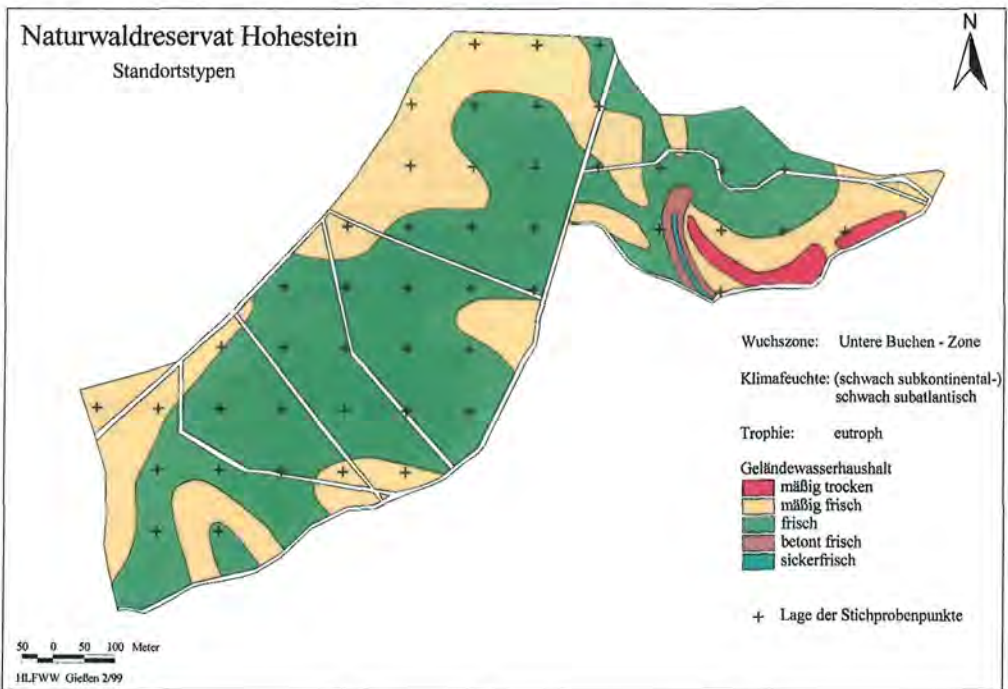 Naturwaldreservat Hohestein
Standortstypen
N
Wuchszone: Untere Buchen - Zone
Klimafeuchte: (schwach subkontinental-)
schwach subatlantisch
Trophie: eutroph
Geländewasserhaushalt
mäßig trocken
mäßig frisch
frisch
betont frisch
sickerfrisch
+ Lage der Stichprobenpunkte
50 0 50 100 Meter
HLFWW Gießen 2/99